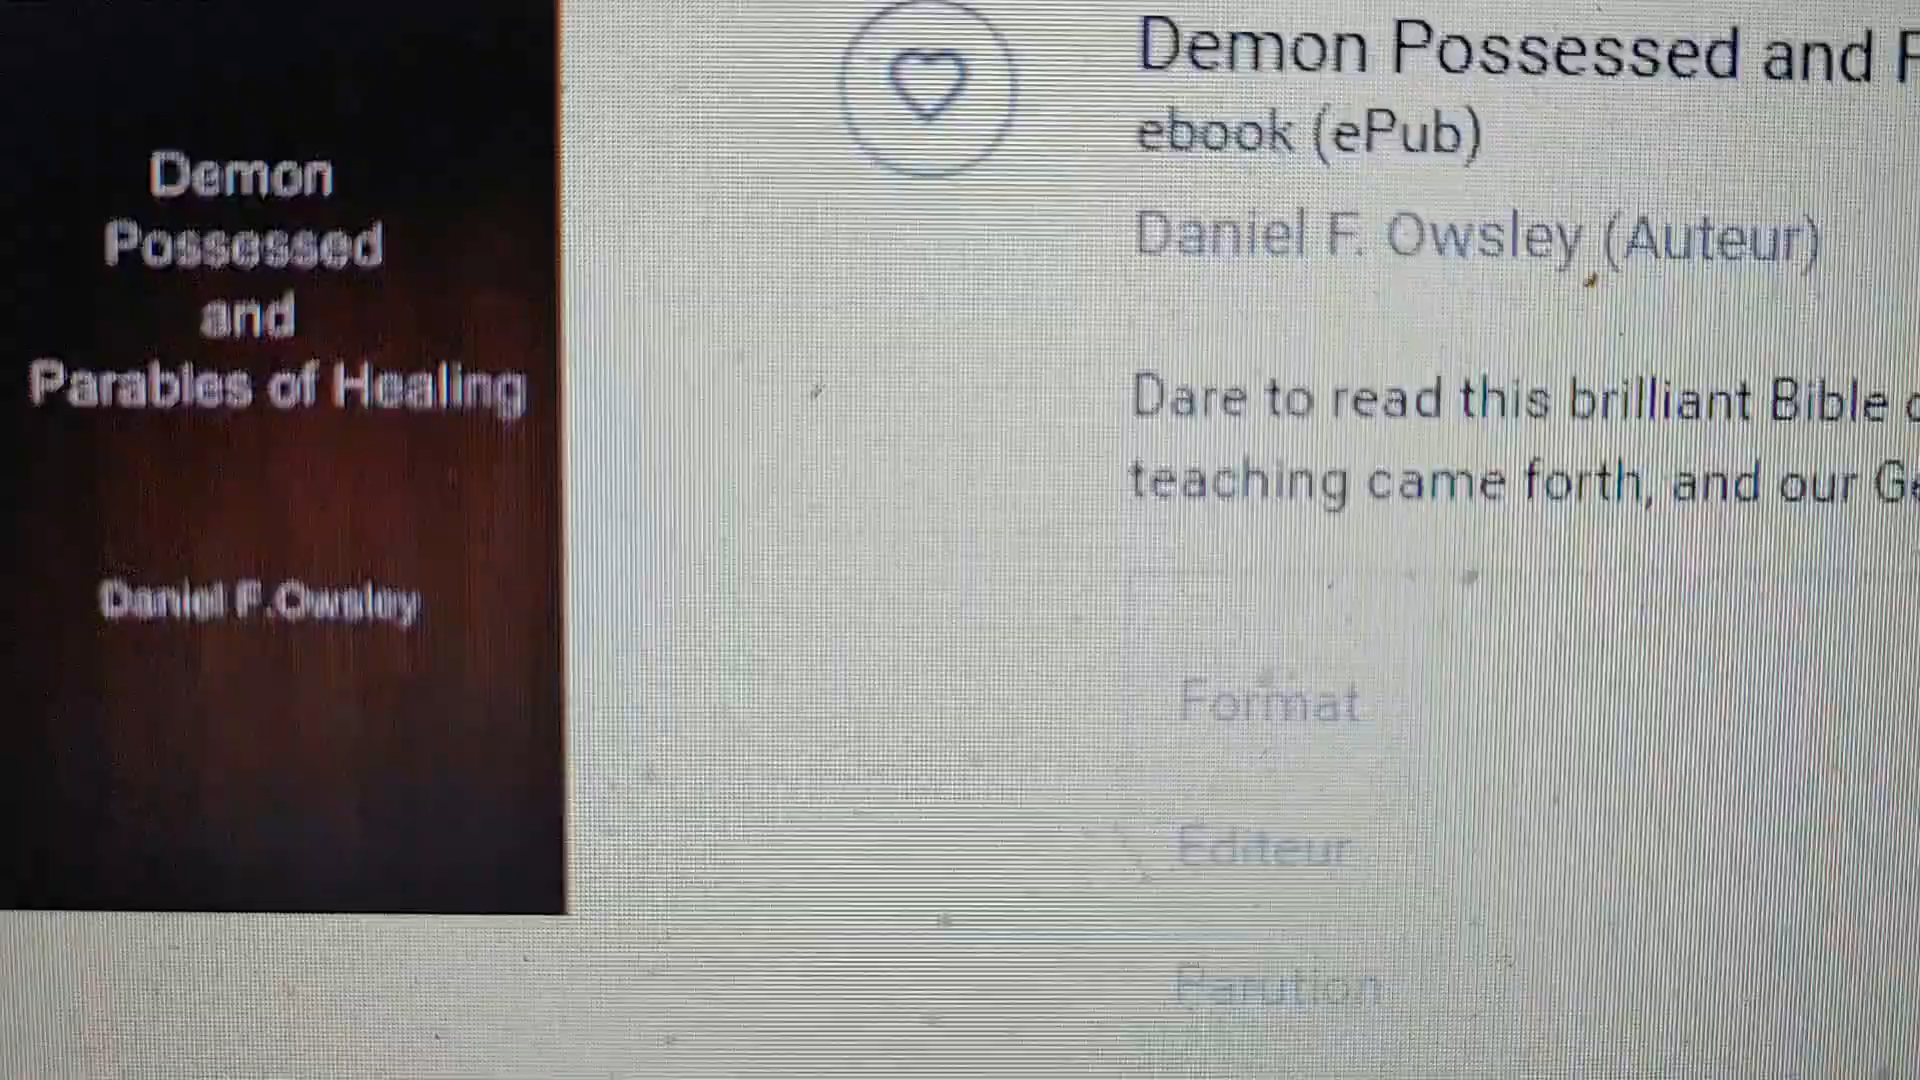 Demon
Possessed
and
Parables of Healing
Daniel F.Owsley
Demon Possessed and
ebook (ePub)
Daniel F. Owsley (Auteur)
Dare to read this brilliant Bible
teaching came forth, and our
Format
Editeur
Parution